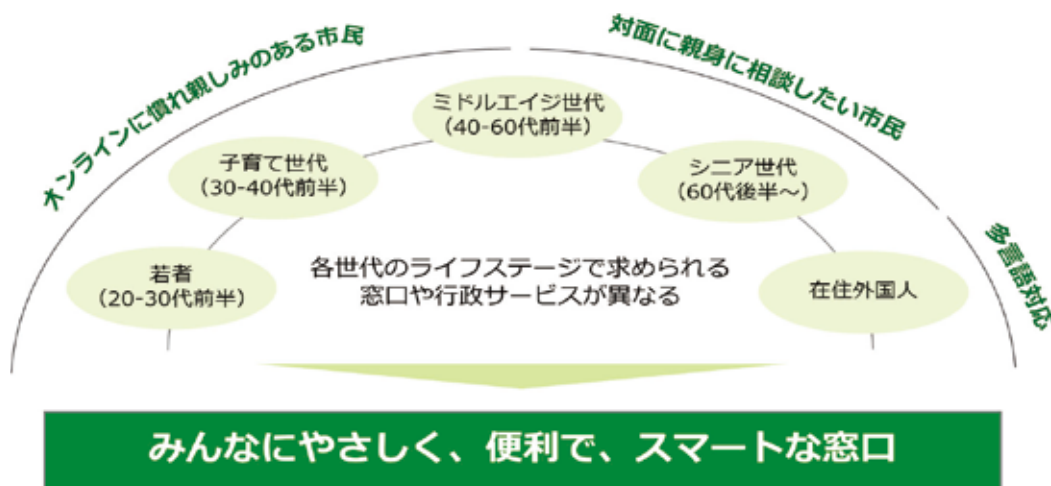 オンラインに慣れ親しみのある市民
対面に親身に相談したい市民
多言語対応
ミドルエイジ世代
（40-60代前半）
子育て世代
（30-40代前半）
シニア世代
（60代後半～）
若者
（20-30代前半）
在住外国人
各世代のライフステージで求められる
窓口や行政サービスが異なる
みんなにやさしく、便利で、スマートな窓口